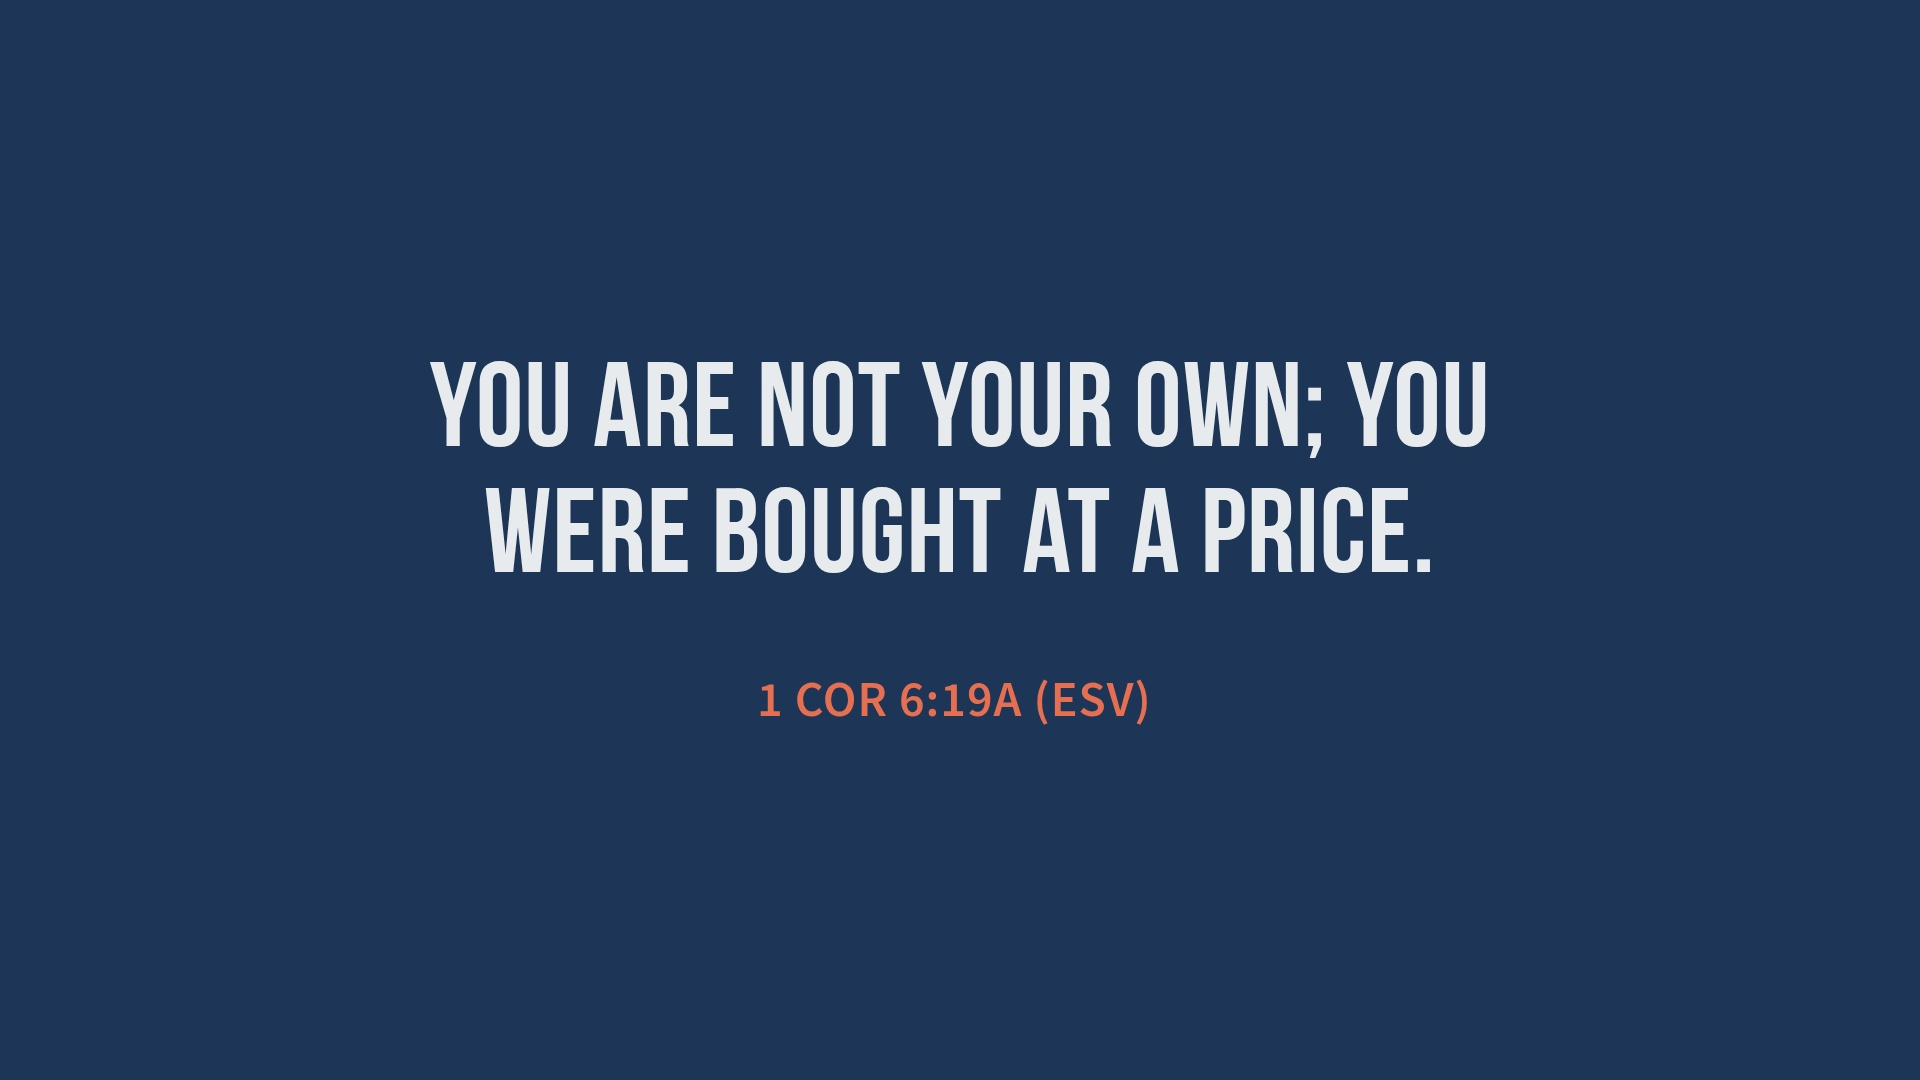 YOU ARE NOT YOUR OWN; YOU
WERE BOUGHT AT A PRICE.
1 COR 6:19A (ESV)